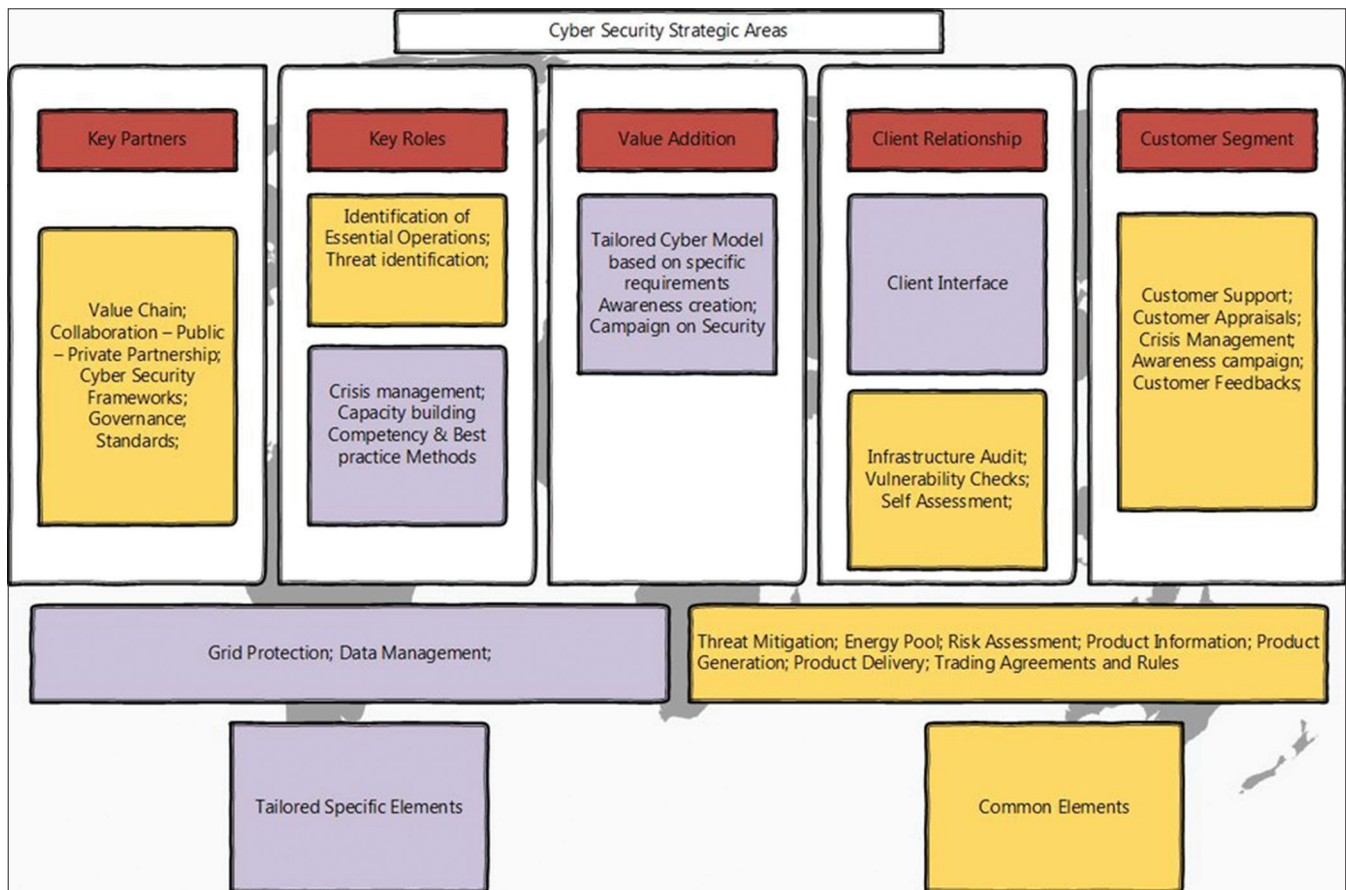 Cyber Security Strategic Areas
Key Partners
Value Chain;
Collaboration – Public
– Private Partnership;
Cyber Security
Frameworks;
Governance;
Standards;
Key Roles
Identification of
Essential Operations;
Threat identification;
Crisis management;
Capacity building
Competency & Best
practice Methods
Value Addition
Tailored Cyber Model
based on specific
requirements
Awareness creation;
Campaign on Security
Client Relationship
Client Interface
Infrastructure Audit;
Vulnerability Checks;
Self Assessment;
Customer Segment
Customer Support;
Customer Appraisals;
Crisis Management;
Awareness campaign;
Customer Feedbacks;
Grid Protection; Data Management;
Threat Mitigation; Energy Pool; Risk Assessment; Product Information; Product
Generation; Product Delivery; Trading Agreements and Rules
Tailored Specific Elements
Common Elements